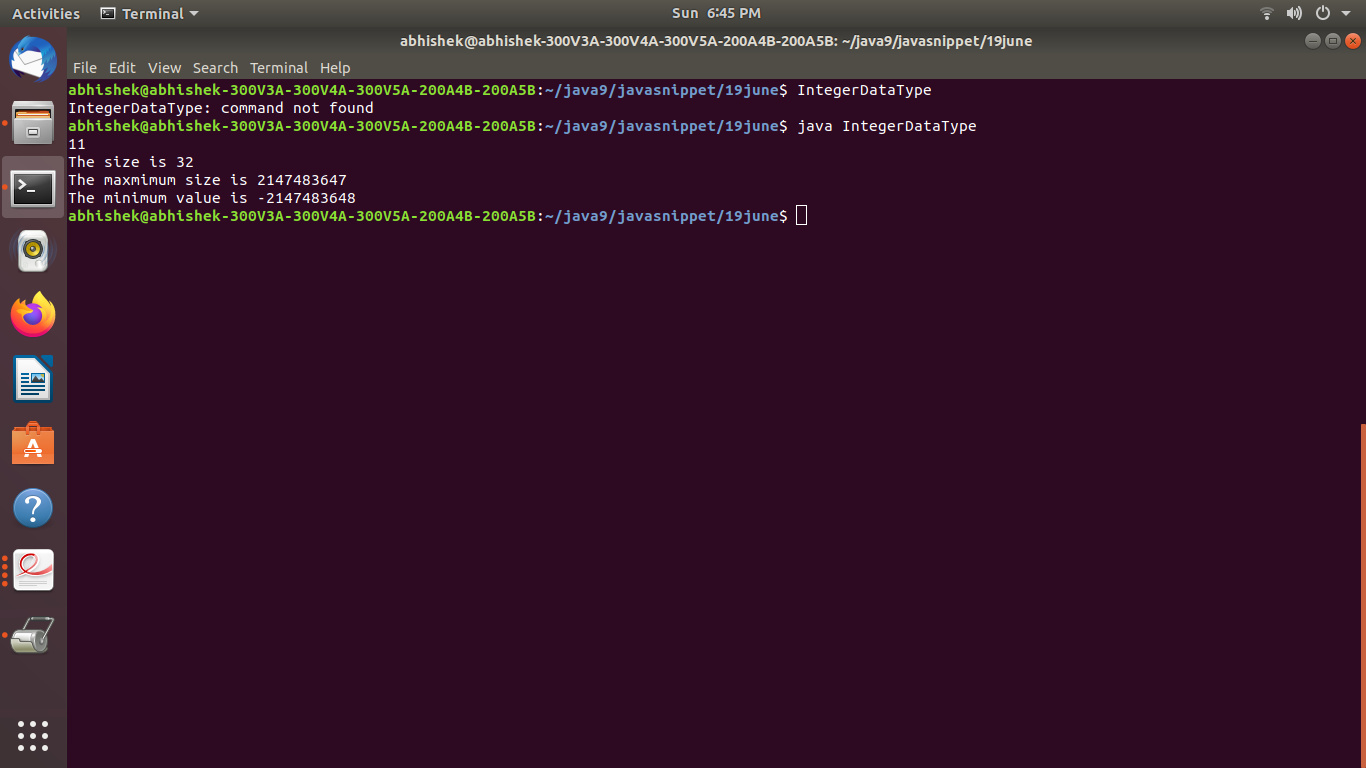 Activities Terminal Sun 6:45 PM
abhishek@abhishek-300V3A-300V4A-300V5A-200A4B-200A5B: ~/java9/javasnippet/19june
File Edit View Search Terminal Help
abhishek@abhishek-300V3A-300V4A-300V5A-200A4B-200A5B:~/java9/javasnippet/19june$ IntegerDataType
IntegerDataType: command not found
abhishek@abhishek-300V3A-300V4A-300V5A-200A4B-200A5B:~/java9/javasnippet/19june$ java IntegerDataType
11
The size is 32
The maxmimum size is 2147483647
The minimum value is -2147483648
abhishek@abhishek-300V3A-300V4A-300V5A-200A4B-200A5B:~/java9/javasnippet/19june$